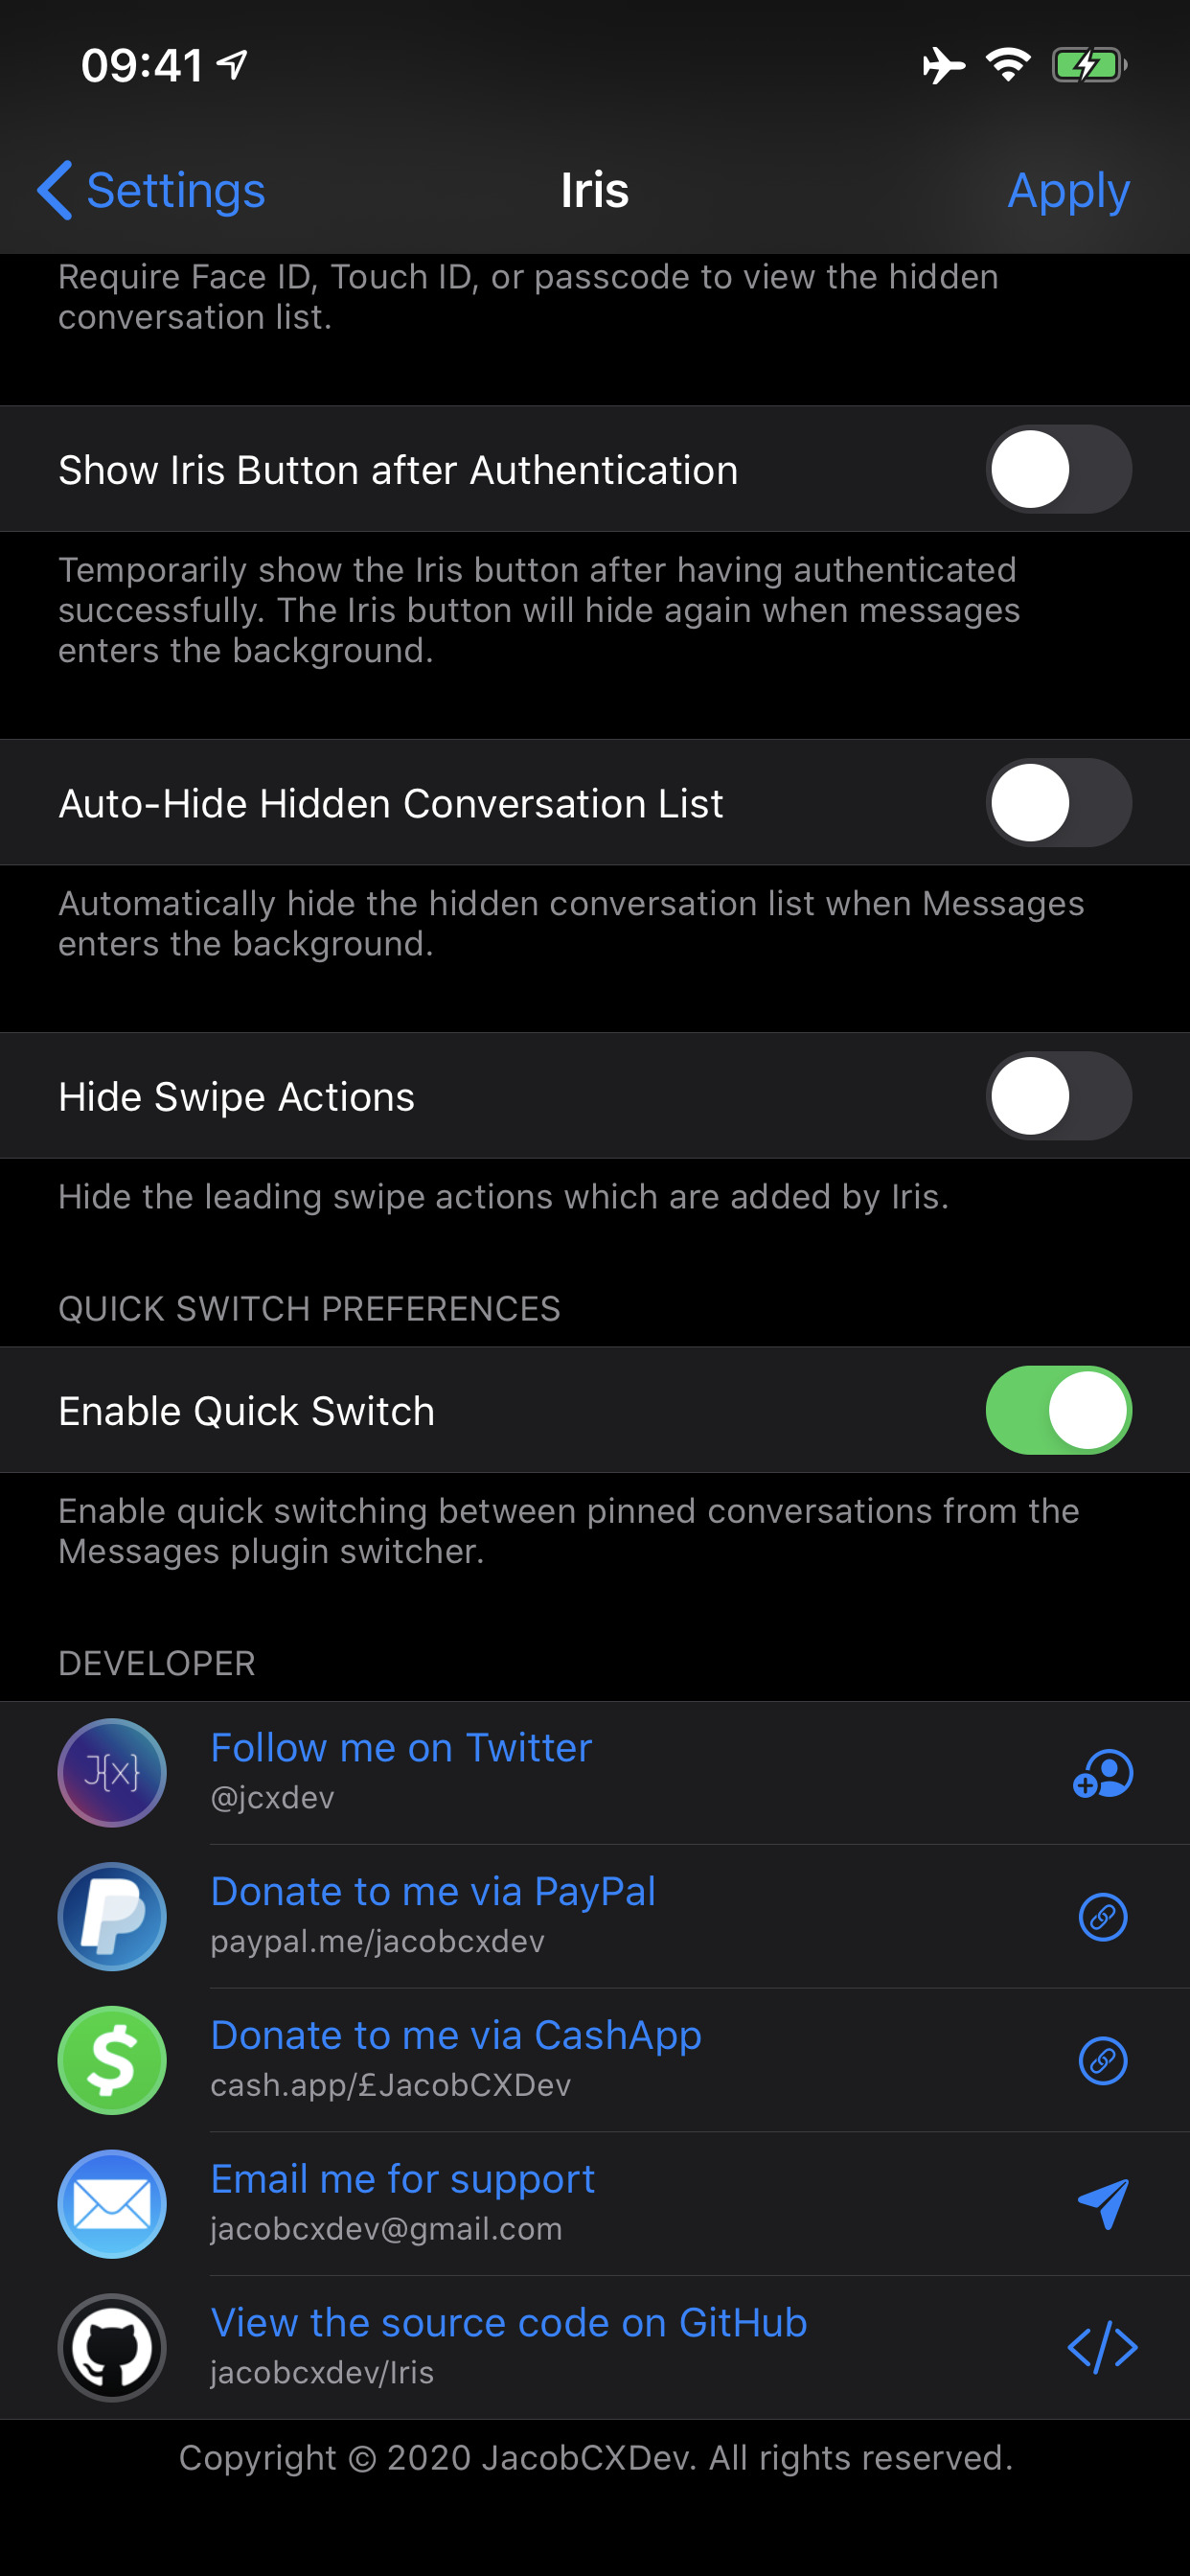 09:41
Settings
Iris
Apply
Require Face ID, Touch ID, or passcode to view the hidden
conversation list.
Show Iris Button after Authentication
Temporarily show the Iris button after having authenticated
successfully. The Iris button will hide again when messages
enters the background.
Auto-Hide Hidden Conversation List
Automatically hide the hidden conversation list when Messages
enters the background.
Hide Swipe Actions
Hide the leading swipe actions which are added by Iris.
QUICK SWITCH PREFERENCES
Enable Quick Switch
Enable quick switching between pinned conversations from the
Messages plugin switcher.
DEVELOPER
J{x}
Follow me on Twitter
@jcxdev
Donate to me via PayPal
paypal.me/jacobcxdev
Donate to me via CashApp
cash.app/£JacobCXDev
Email me for support
jacobcxdev@gmail.com
View the source code on GitHub
jacobcxdev/Iris
Copyright © 2020 JacobCXDev. All rights reserved.